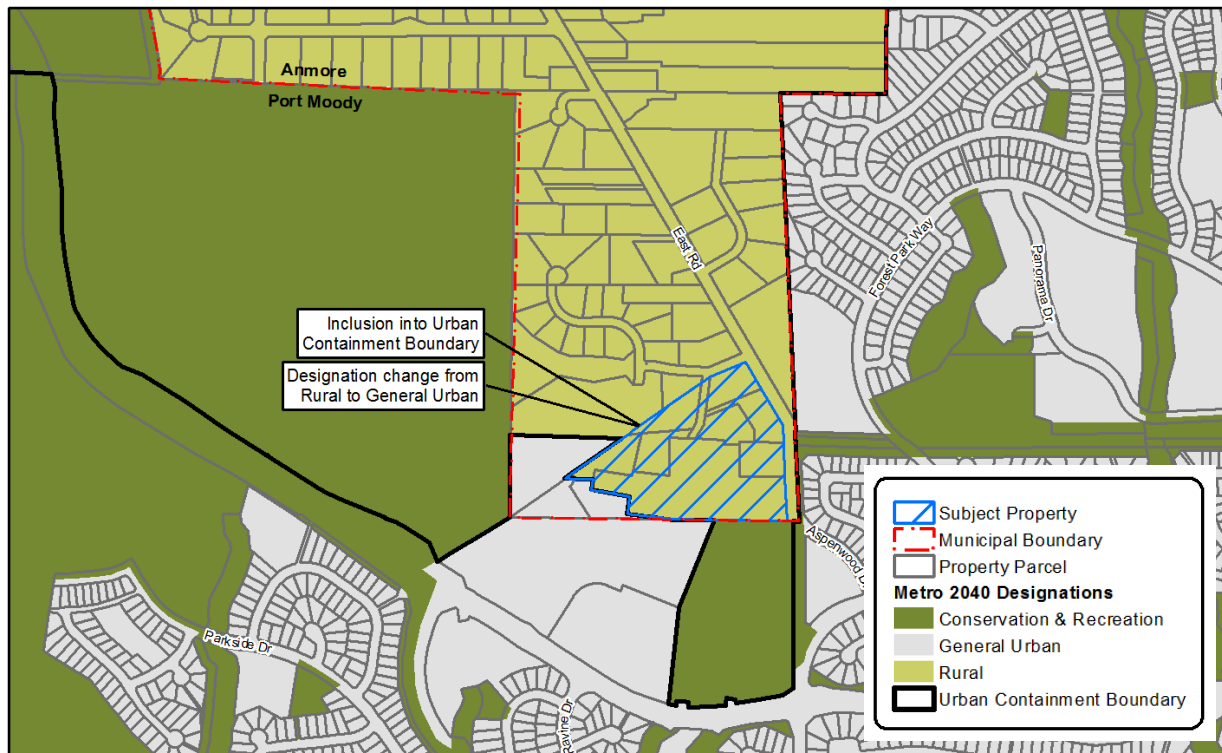 Anmore
Port Moody
East Rd
Forest Park Way
Panorama Dr
Inclusion into Urban
Containment Boundary
Designation change from
Rural to General Urban
Parkside Dr
Ravine Dr
Aspenwood D
Subject Property
Municipal Boundary
Property Parcel
Metro 2040 Designations
Conservation & Recreation
General Urban
Rural
Urban Containment Boundary